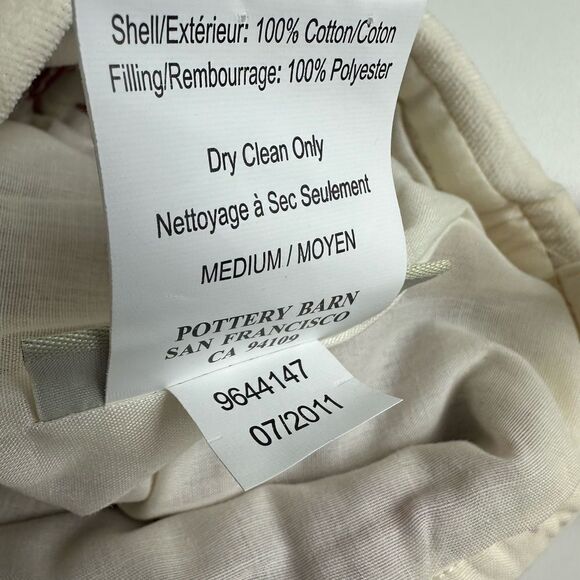 Shell/Extérieur: 100% Cotton/Coton
Filling/Rembourrage: 100% Polyester
Dry Clean Only
Nettoyage à Sec Seulement
MEDIUM / MOYEN
POTTERY BARN
SAN FRANCISCO
CA 94109
9644147
07/2011